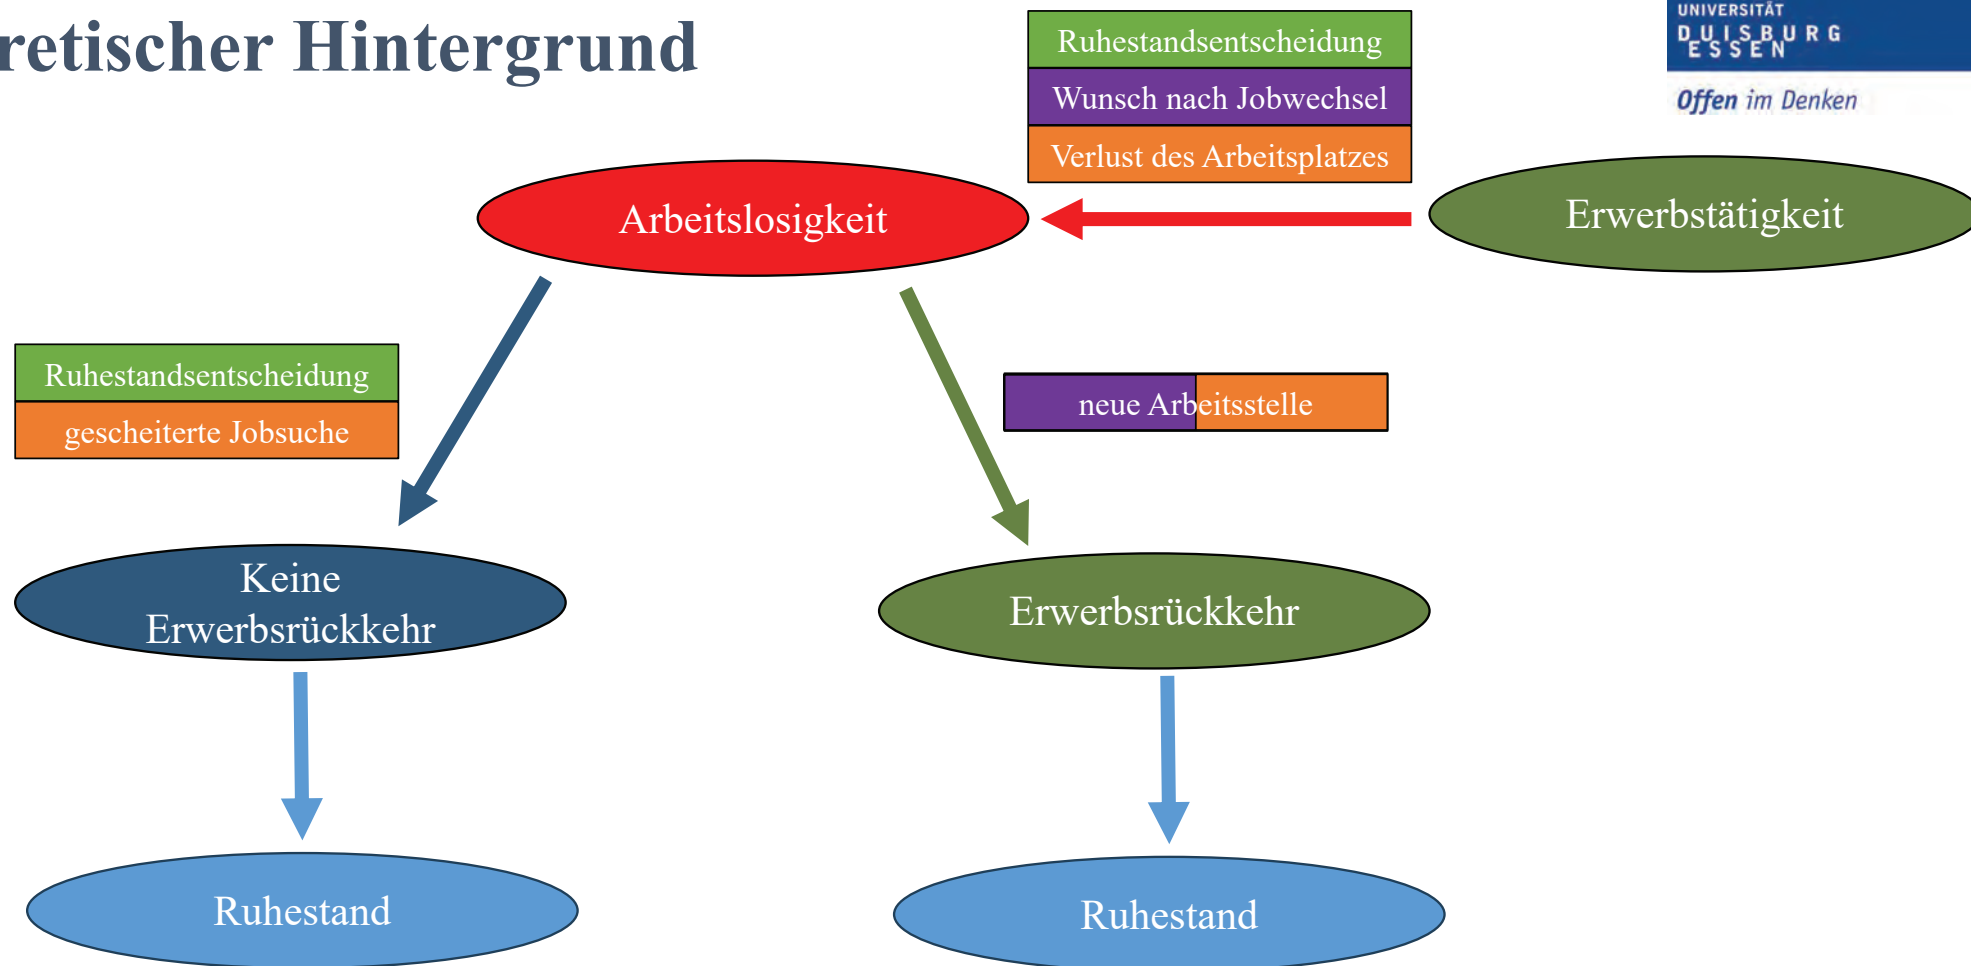 retischer Hintergrund
Ruhestandsentscheidung
Wunsch nach Jobwechsel
Verlust des Arbeitsplatzes
UNIVERSITÄT
DUISBURG
ESSEN
Offen im Denken
Arbeitslosigkeit
Erwerbstätigkeit
Ruhestandsentscheidung
gescheiterte Jobsuche
neue Arbeitsstelle
Keine
Erwerbsrückkehr
Erwerbsrückkehr
Ruhestand
Ruhestand